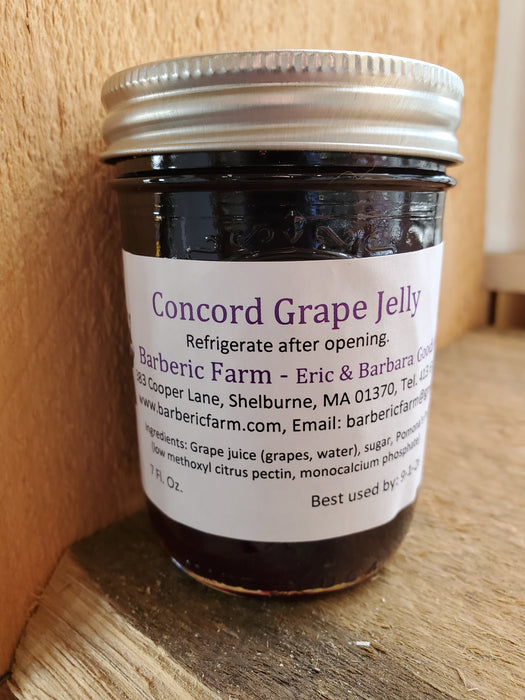 Concord Grape Jelly
Refrigerate after opening.
Barberic Farm - Eric & Barbara
Cooper Lane, Shelburne, MA 01370, Tel. 413
www.barbericfarm.com, Email:
Ingredients: Grape juice (grapes, water), sugar,
(low methoxyl citrus pectin, monocalcium phosphate)
7 Fl. Oz.
Best used by: